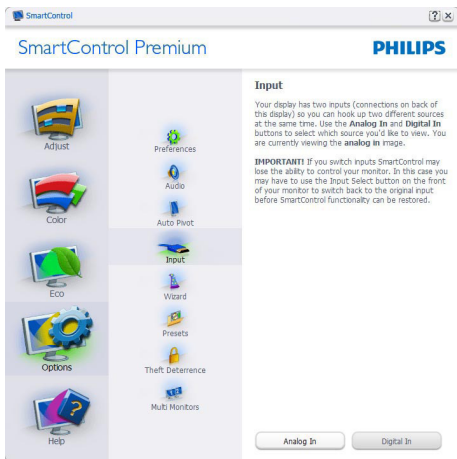 SmartControl
SmartControl Premium
PHILIPS
Adjust
Color
Eco
Options
Help
Preferences
Audio
Auto Pivot
Input
Wizard
Presets
Theft Deterrence
Multi Monitors
Input
Your display has two inputs (connections on back of
this display) so you can hook up two different sources
at the same time. Use the Analog In and Digital In
buttons to select which source you'd like to view. You
are currently viewing the analog in image.
IMPORTANT! If you switch inputs SmartControl may
lose the ability to control your monitor. In this case you
may have to use the Input Select button on the front
of your monitor to switch back to the original input
before SmartControl functionality can be restored.
Analog In
Digital In